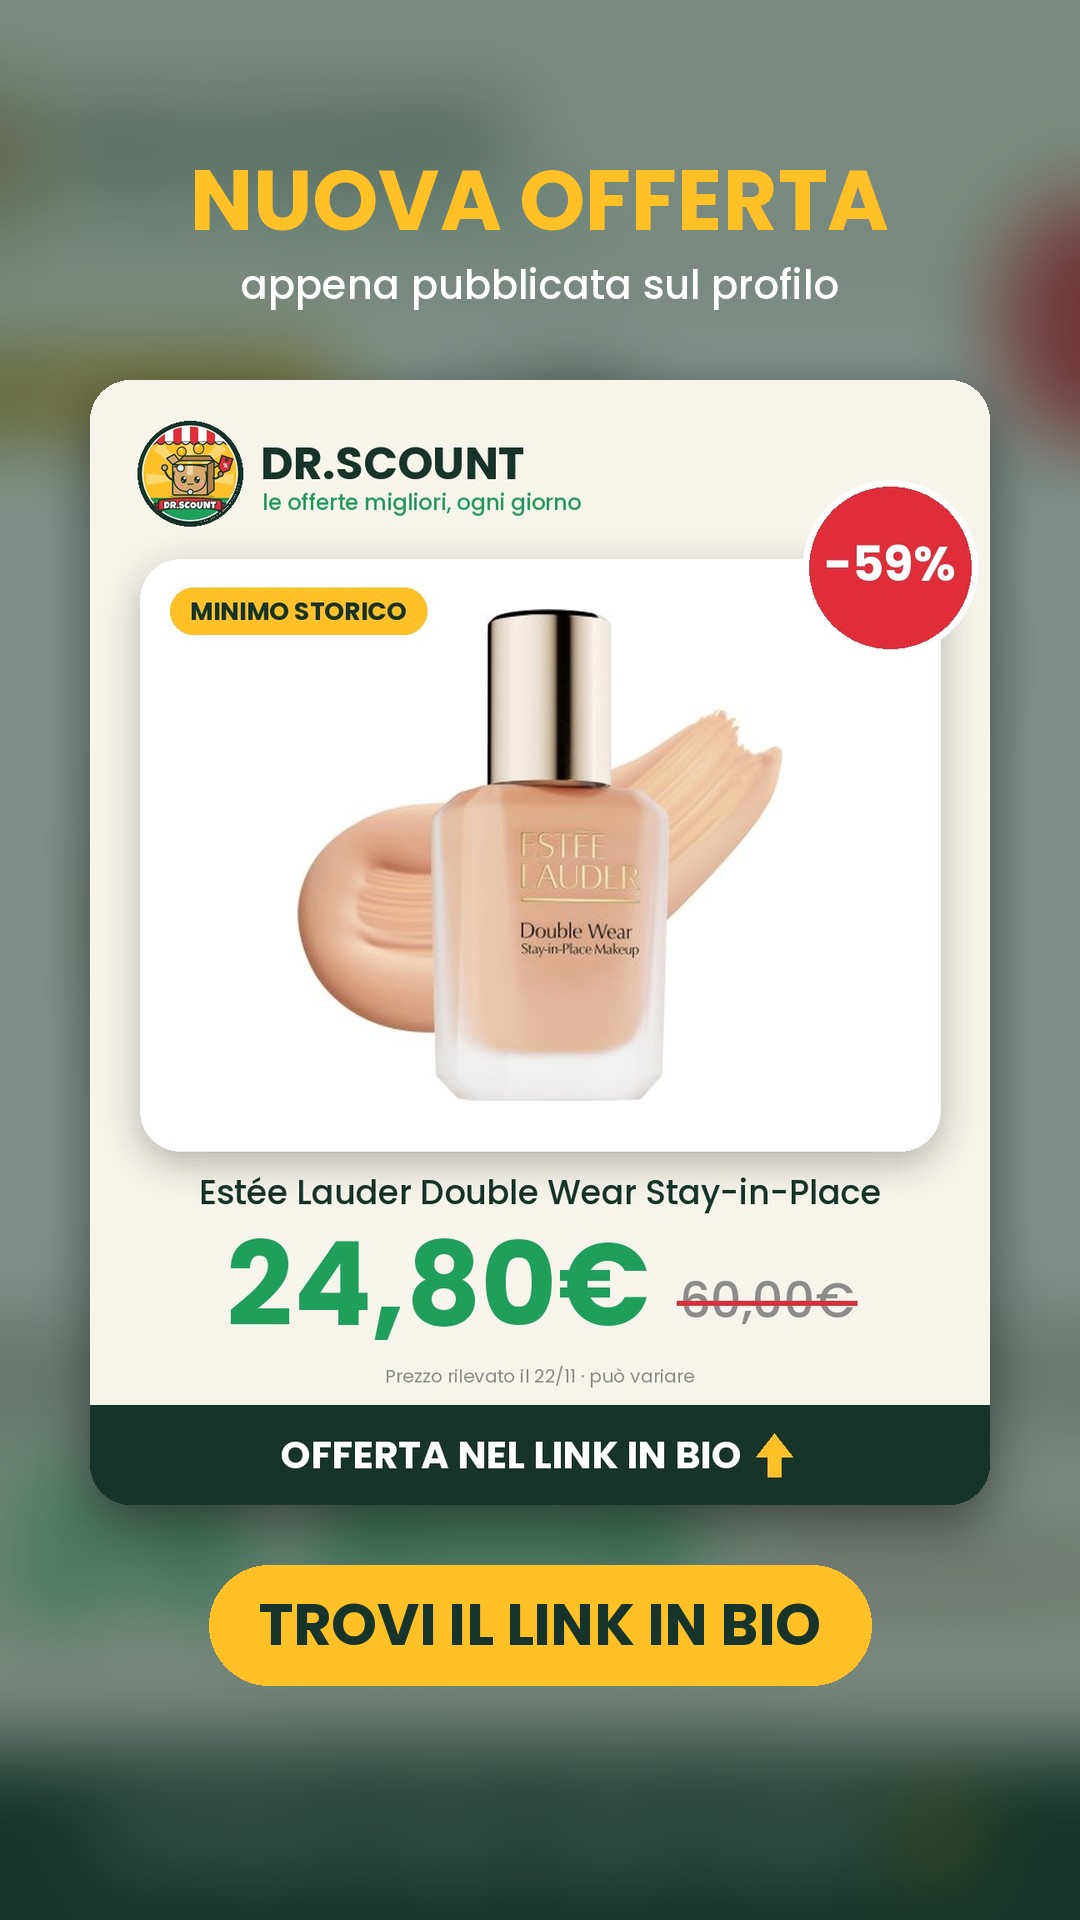 NUOVA OFFERTA
appena pubblicata sul profilo
DR.SCOUNT
DR.SCOUNT
le offerte migliori, ogni giorno
-59%
MINIMO STORICO
ESTĒE
LAUDER
Double Wear
Stay-in-Place Makeup
Estée Lauder Double Wear Stay-in-Place
24,80€ 60,00€
Prezzo rilevato il 22/11 · può variare
OFFERTA NEL LINK IN BIO
TROVI IL LINK IN BIO